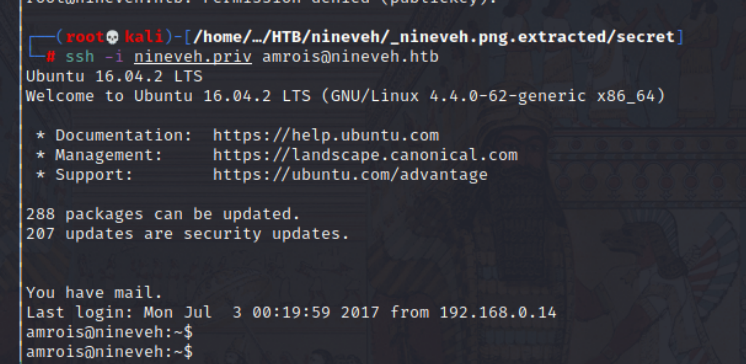 root@nineveh.htb: Permission denied (publickey).
┌──(root💀kali)-[/home/…/HTB/nineveh/_nineveh.png.extracted/secret]
└─# ssh -i nineveh.priv amrois@nineveh.htb
Ubuntu 16.04.2 LTS
Welcome to Ubuntu 16.04.2 LTS (GNU/Linux 4.4.0-62-generic x86_64)
* Documentation:  https://help.ubuntu.com
* Management:     https://landscape.canonical.com
* Support:        https://ubuntu.com/advantage
288 packages can be updated.
207 updates are security updates.
You have mail.
Last login: Mon Jul  3 00:19:59 2017 from 192.168.0.14
amrois@nineveh:~$
amrois@nineveh:~$